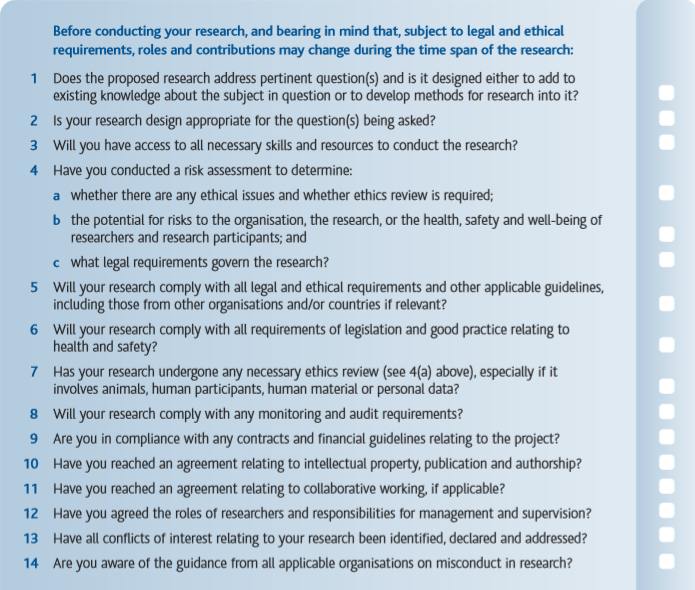 Before conducting your research, and bearing in mind that, subject to legal and ethical
requirements, roles and contributions may change during the time span of the research:
1 Does the proposed research address pertinent question(s) and is it designed either to add to
existing knowledge about the subject in question or to develop methods for research into it?
2 Is your research design appropriate for the question(s) being asked?
3 Will you have access to all necessary skills and resources to conduct the research?
4 Have you conducted a risk assessment to determine:
a whether there are any ethical issues and whether ethics review is required;
b the potential for risks to the organisation, the research, or the health, safety and well-being of
researchers and research participants; and
c what legal requirements govern the research?
5 Will your research comply with all legal and ethical requirements and other applicable guidelines,
including those from other organisations and/or countries if relevant?
6 Will your research comply with all requirements of legislation and good practice relating to
health and safety?
7 Has your research undergone any necessary ethics review (see 4(a) above), especially if it
involves animals, human participants, human material or personal data?
8 Will your research comply with any monitoring and audit requirements?
9 Are you in compliance with any contracts and financial guidelines relating to the project?
10 Have you reached an agreement relating to intellectual property, publication and authorship?
11 Have you reached an agreement relating to collaborative working, if applicable?
12 Have you agreed the roles of researchers and responsibilities for management and supervision?
13 Have all conflicts of interest relating to your research been identified, declared and addressed?
14 Are you aware of the guidance from all applicable organisations on misconduct in research?